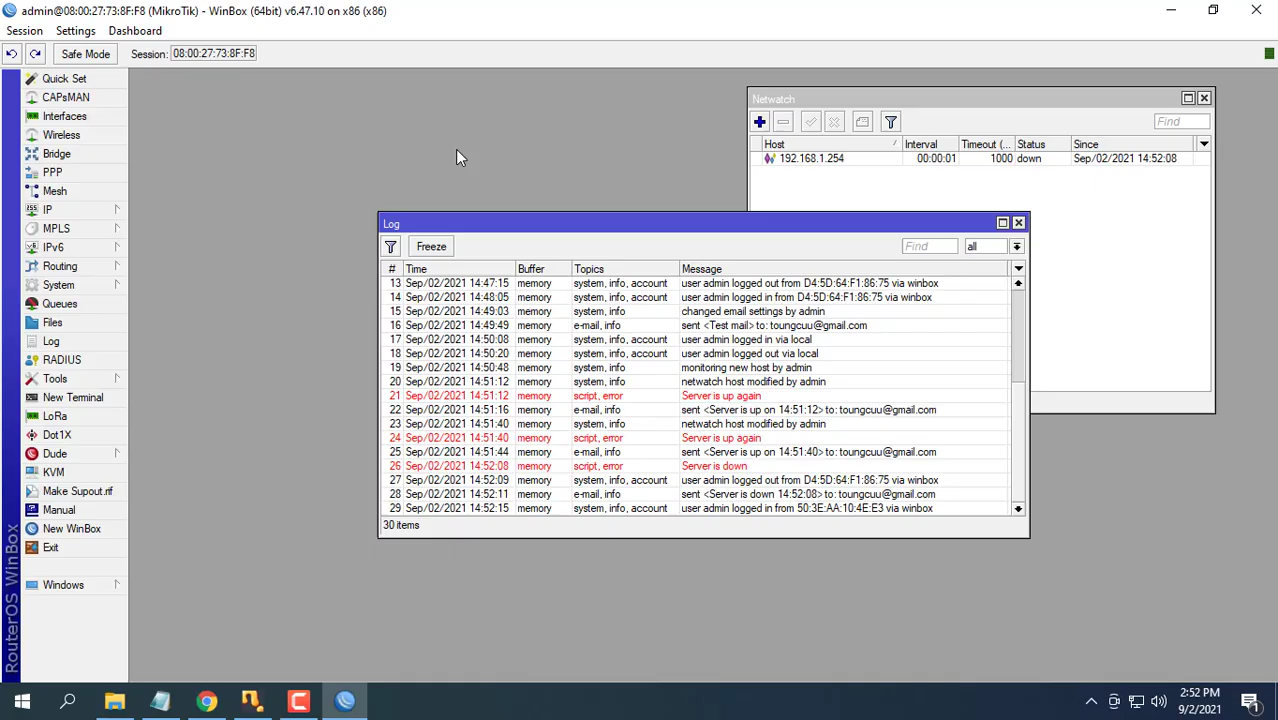 admin@08:00:27:73:8F:F8 (MikroTik) - WinBox (64bit) v6.47.10 on x86 (x86)
Session Settings Dashboard
Safe Mode Session: 08:00:27:73:8F:F8
Quick Set
CAPsMAN
Interfaces
Wireless
Bridge
PPP
Mesh
IP
MPLS
IPv6
Routing
System
Queues
Files
Log
RADIUS
Tools
New Terminal
LoRa
Dot1X
Dude
KVM
Make Supout.rif
Manual
New WinBox
Exit
Windows
RouterOS WinBox
Netwatch
Find
Host Interval Timeout (... Status Since
192.168.1.254 00:00:01 1000 down Sep/02/2021 14:52:08
Log
Freeze Find all
# Time Buffer Topics Message
13 Sep/02/2021 14:47:15 memory system, info, account user admin logged out from D4:5D:64:F1:86:75 via winbox
14 Sep/02/2021 14:48:05 memory system, info, account user admin logged in from D4:5D:64:F1:86:75 via winbox
15 Sep/02/2021 14:49:03 memory system, info changed email settings by admin
16 Sep/02/2021 14:49:49 memory e-mail, info sent <Test mail> to: toungcuu@gmail.com
17 Sep/02/2021 14:50:08 memory system, info, account user admin logged in via local
18 Sep/02/2021 14:50:20 memory system, info, account user admin logged out via local
19 Sep/02/2021 14:50:48 memory system, info monitoring new host by admin
20 Sep/02/2021 14:51:12 memory system, info netwatch host modified by admin
21 Sep/02/2021 14:51:12 memory script, error Server is up again
22 Sep/02/2021 14:51:16 memory e-mail, info sent <Server is up on 14:51:12> to: toungcuu@gmail.com
23 Sep/02/2021 14:51:40 memory system, info netwatch host modified by admin
24 Sep/02/2021 14:51:40 memory script, error Server is up again
25 Sep/02/2021 14:51:44 memory e-mail, info sent <Server is up on 14:51:40> to: toungcuu@gmail.com
26 Sep/02/2021 14:52:08 memory script, error Server is down
27 Sep/02/2021 14:52:09 memory system, info, account user admin logged out from D4:5D:64:F1:86:75 via winbox
28 Sep/02/2021 14:52:11 memory e-mail, info sent <Server is down 14:52:08> to: toungcuu@gmail.com
29 Sep/02/2021 14:52:15 memory system, info, account user admin logged in from 50:3E:AA:10:4E:E3 via winbox
30 items
2:52 PM
9/2/2021
1